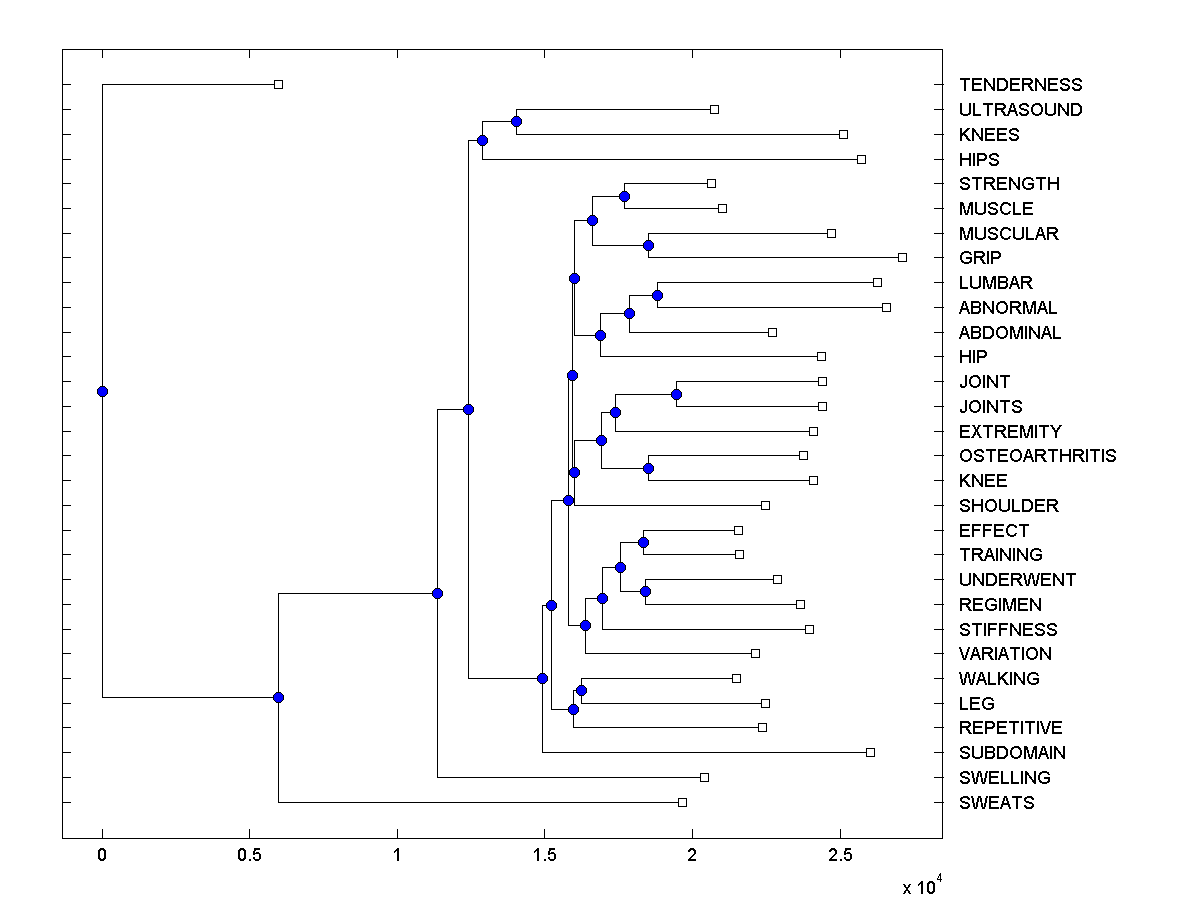 TENDERNESS
ULTRASOUND
KNEES
HIPS
STRENGTH
MUSCLE
MUSCULAR
GRIP
LUMBAR
ABNORMAL
ABDOMINAL
HIP
JOINT
JOINTS
EXTREMITY
OSTEOARTHRITIS
KNEE
SHOULDER
EFFECT
TRAINING
UNDERWENT
REGIMEN
STIFFNESS
VARIATION
WALKING
LEG
REPETITIVE
SUBDOMAIN
SWELLING
SWEATS
0 0.5 1 1.5 2 2.5
x 10^4